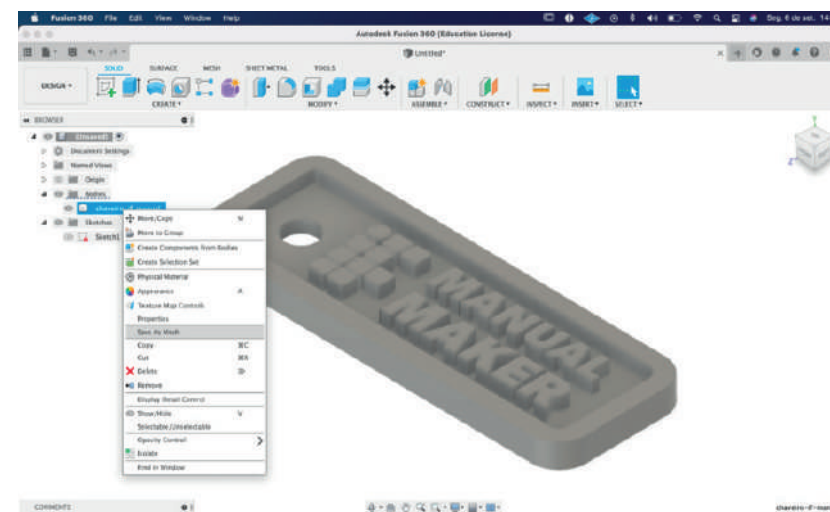 Fusion 360 File Edit View Window Help
Autodesk Fusion 360 (Education License)
Untitled*
SOLID SURFACE MESH SHEET METAL TOOLS
DESIGN
CREATE MODIFY ASSEMBLE CONSTRUCT INSPECT INSERT SELECT
BROWSER
(Unsaved)
Document Settings
Named Views
Origin
Bodies
Sketches
Sketch1
Move/Copy M
Move to Group
Create Components from Bodies
Create Selection Set
Physical Material
Appearance A
Texture Map Controls
Properties
Save As Mesh
Copy ⌘C
Cut ⌘X
Delete
Remove
Display Detail Control
Show/Hide V
Selectable/Unselectable
Opacity Control
Isolate
Find in Window
MANUAL
MAKER
COMMENTS